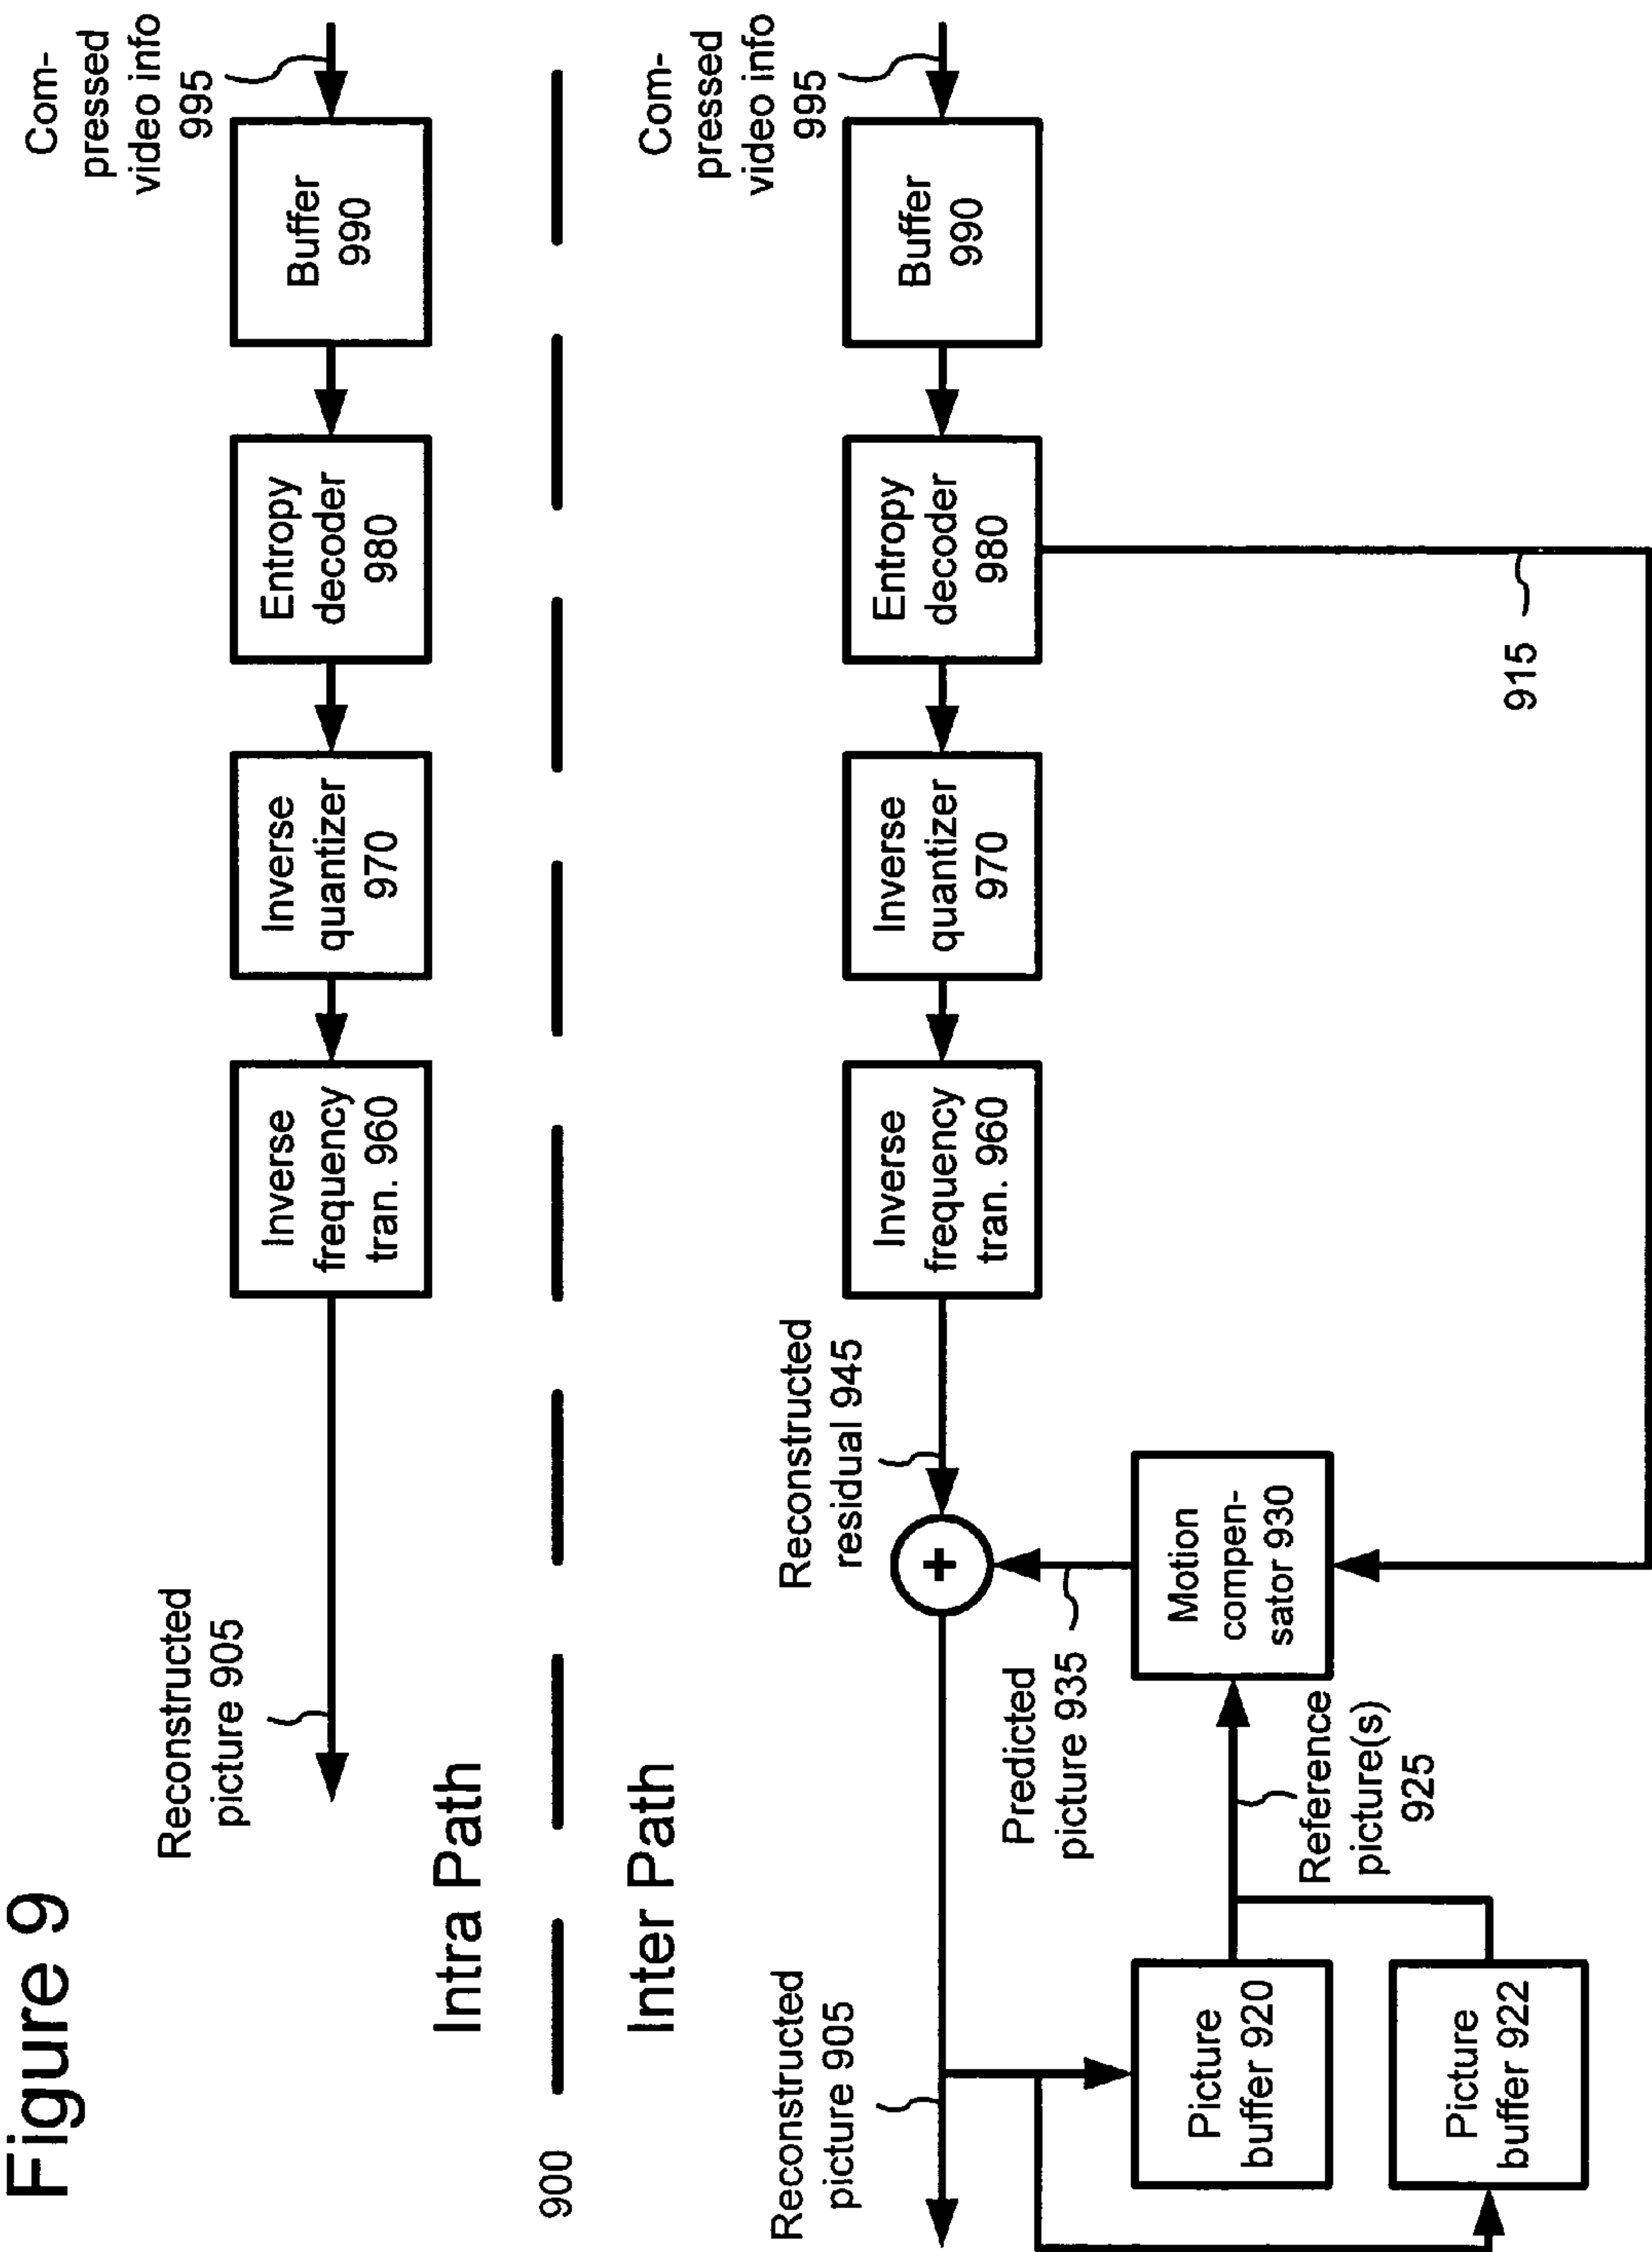 Figure 9
Reconstructed
picture 905
Inverse
frequency
tran. 960
Inverse
quantizer
970
Entropy
decoder
980
Buffer
990
Com-
pressed
video info
995
Intra Path
900
Inter Path
Reconstructed
picture 905
Reconstructed
residual 945
Inverse
frequency
tran. 960
Inverse
quantizer
970
Entropy
decoder
980
Buffer
990
Com-
pressed
video info
995
+
Predicted
picture 935
Motion
compen-
sator 930
Reference
picture(s)
925
Picture
buffer 920
Picture
buffer 922
915